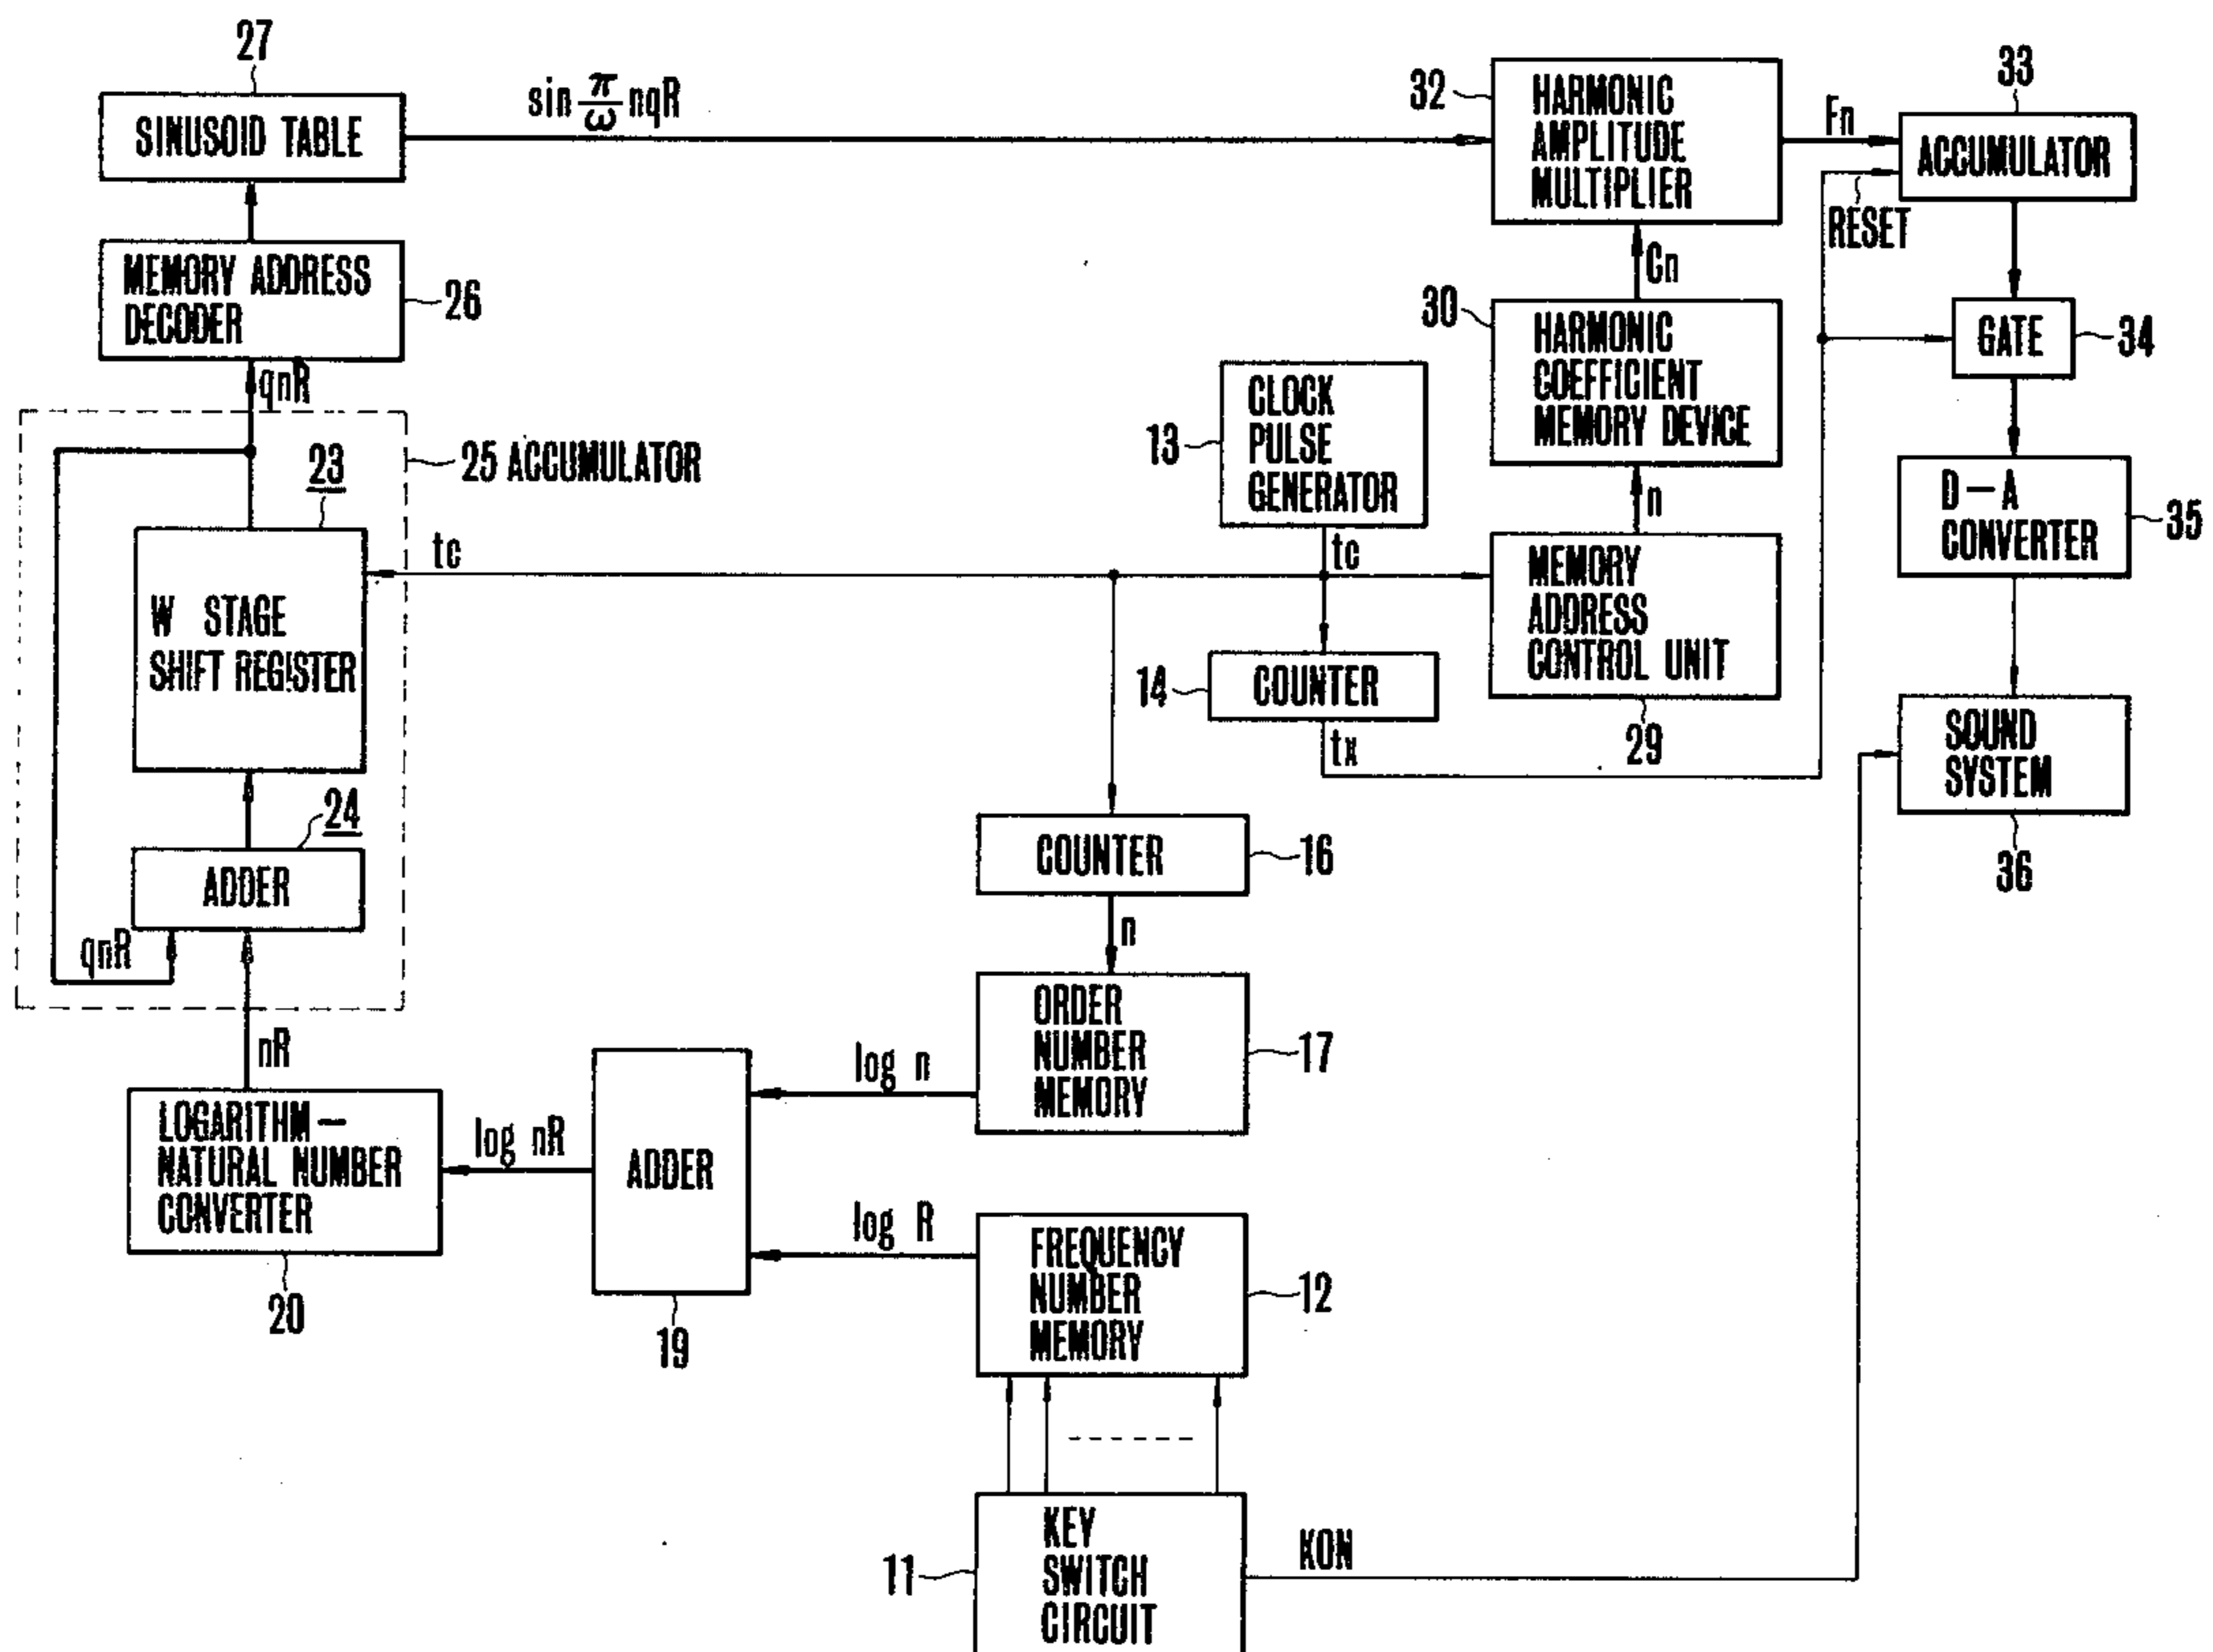 27
SINUSOID TABLE
sin π/ω nqR
32
HARMONIC
AMPLITUDE
MULTIPLIER
Fn
33
ACCUMULATOR
RESET
MEMORY ADDRESS
DECODER
26
qnR
Cn
30
HARMONIC
COEFFICIENT
MEMORY DEVICE
GATE
34
25 ACCUMULATOR
23
W STAGE
SHIFT REGISTER
tc
13
CLOCK
PULSE
GENERATOR
tc
n
MEMORY
ADDRESS
CONTROL UNIT
29
D-A
CONVERTER
35
14
COUNTER
tx
SOUND
SYSTEM
36
24
ADDER
qnR
COUNTER
16
n
ORDER
NUMBER
MEMORY
17
nR
LOGARITHM-
NATURAL NUMBER
CONVERTER
20
log nR
ADDER
19
log n
log R
FREQUENCY
NUMBER
MEMORY
12
11
KEY
SWITCH
CIRCUIT
KON